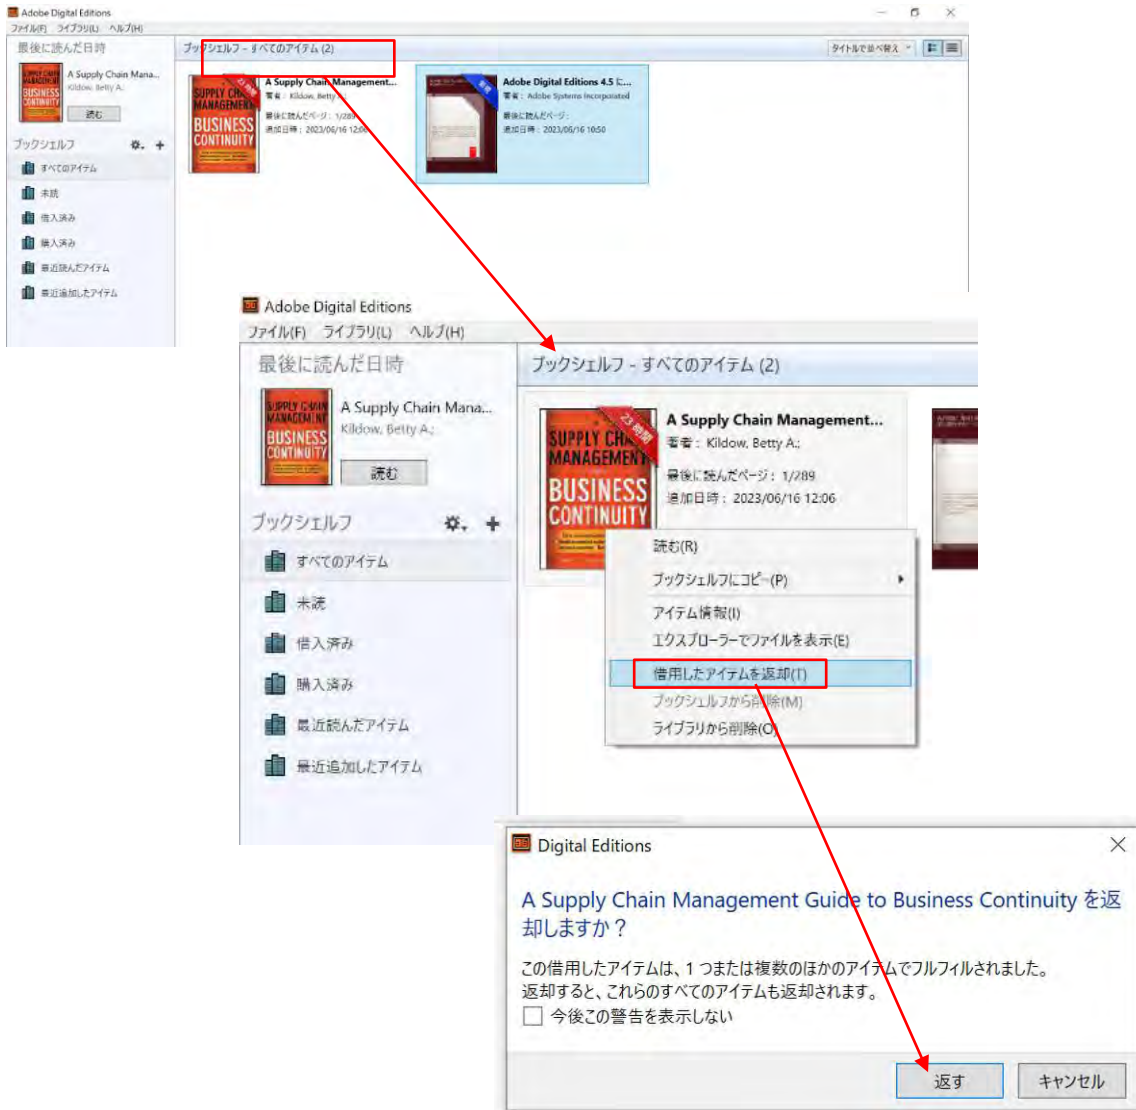 Adobe Digital Editions
ファイル(F) ライブラリ(L) ヘルプ(H)
最後に読んだ日時
A Supply Chain Mana...
Kildow, Betty A.;
読む
ブックシェルフ
すべてのアイテム
未読
借入済み
購入済み
最近読んだアイテム
最近追加したアイテム
ブックシェルフ - すべてのアイテム (2)
タイトルで並べ替え
SUPPLY CHAIN
MANAGEMENT
BUSINESS
CONTINUITY
23 時間
A Supply Chain Management...
著者: Kildow, Betty A.;
最後に読んだページ: 1/289
追加日時: 2023/06/16 12:06
新着
Adobe Digital Editions 4.5 に...
著者: Adobe Systems Incorporated
最後に読んだページ:
追加日時: 2023/06/16 10:50
Adobe Digital Editions
ファイル(F) ライブラリ(L) ヘルプ(H)
最後に読んだ日時
SUPPLY CHAIN
MANAGEMENT
BUSINESS
CONTINUITY
A Supply Chain Mana...
Kildow, Betty A.;
読む
ブックシェルフ
すべてのアイテム
未読
借入済み
購入済み
最近読んだアイテム
最近追加したアイテム
ブックシェルフ - すべてのアイテム (2)
23 時間
SUPPLY CH
MANAGEMENT
BUSINESS
CONTINUITY
A Supply Chain Management...
著者: Kildow, Betty A.;
最後に読んだページ: 1/289
追加日時: 2023/06/16 12:06
読む(R)
ブックシェルフにコピー(P)
アイテム情報(I)
エクスプローラーでファイルを表示(E)
借用したアイテムを返却(T)
ブックシェルフから削除(M)
ライブラリから削除(O)
Digital Editions
A Supply Chain Management Guide to Business Continuity を返
却しますか？
この借用したアイテムは、1 つまたは複数のほかのアイテムでフルフィルされました。
返却すると、これらのすべてのアイテムも返却されます。
今後この警告を表示しない
返す
キャンセル